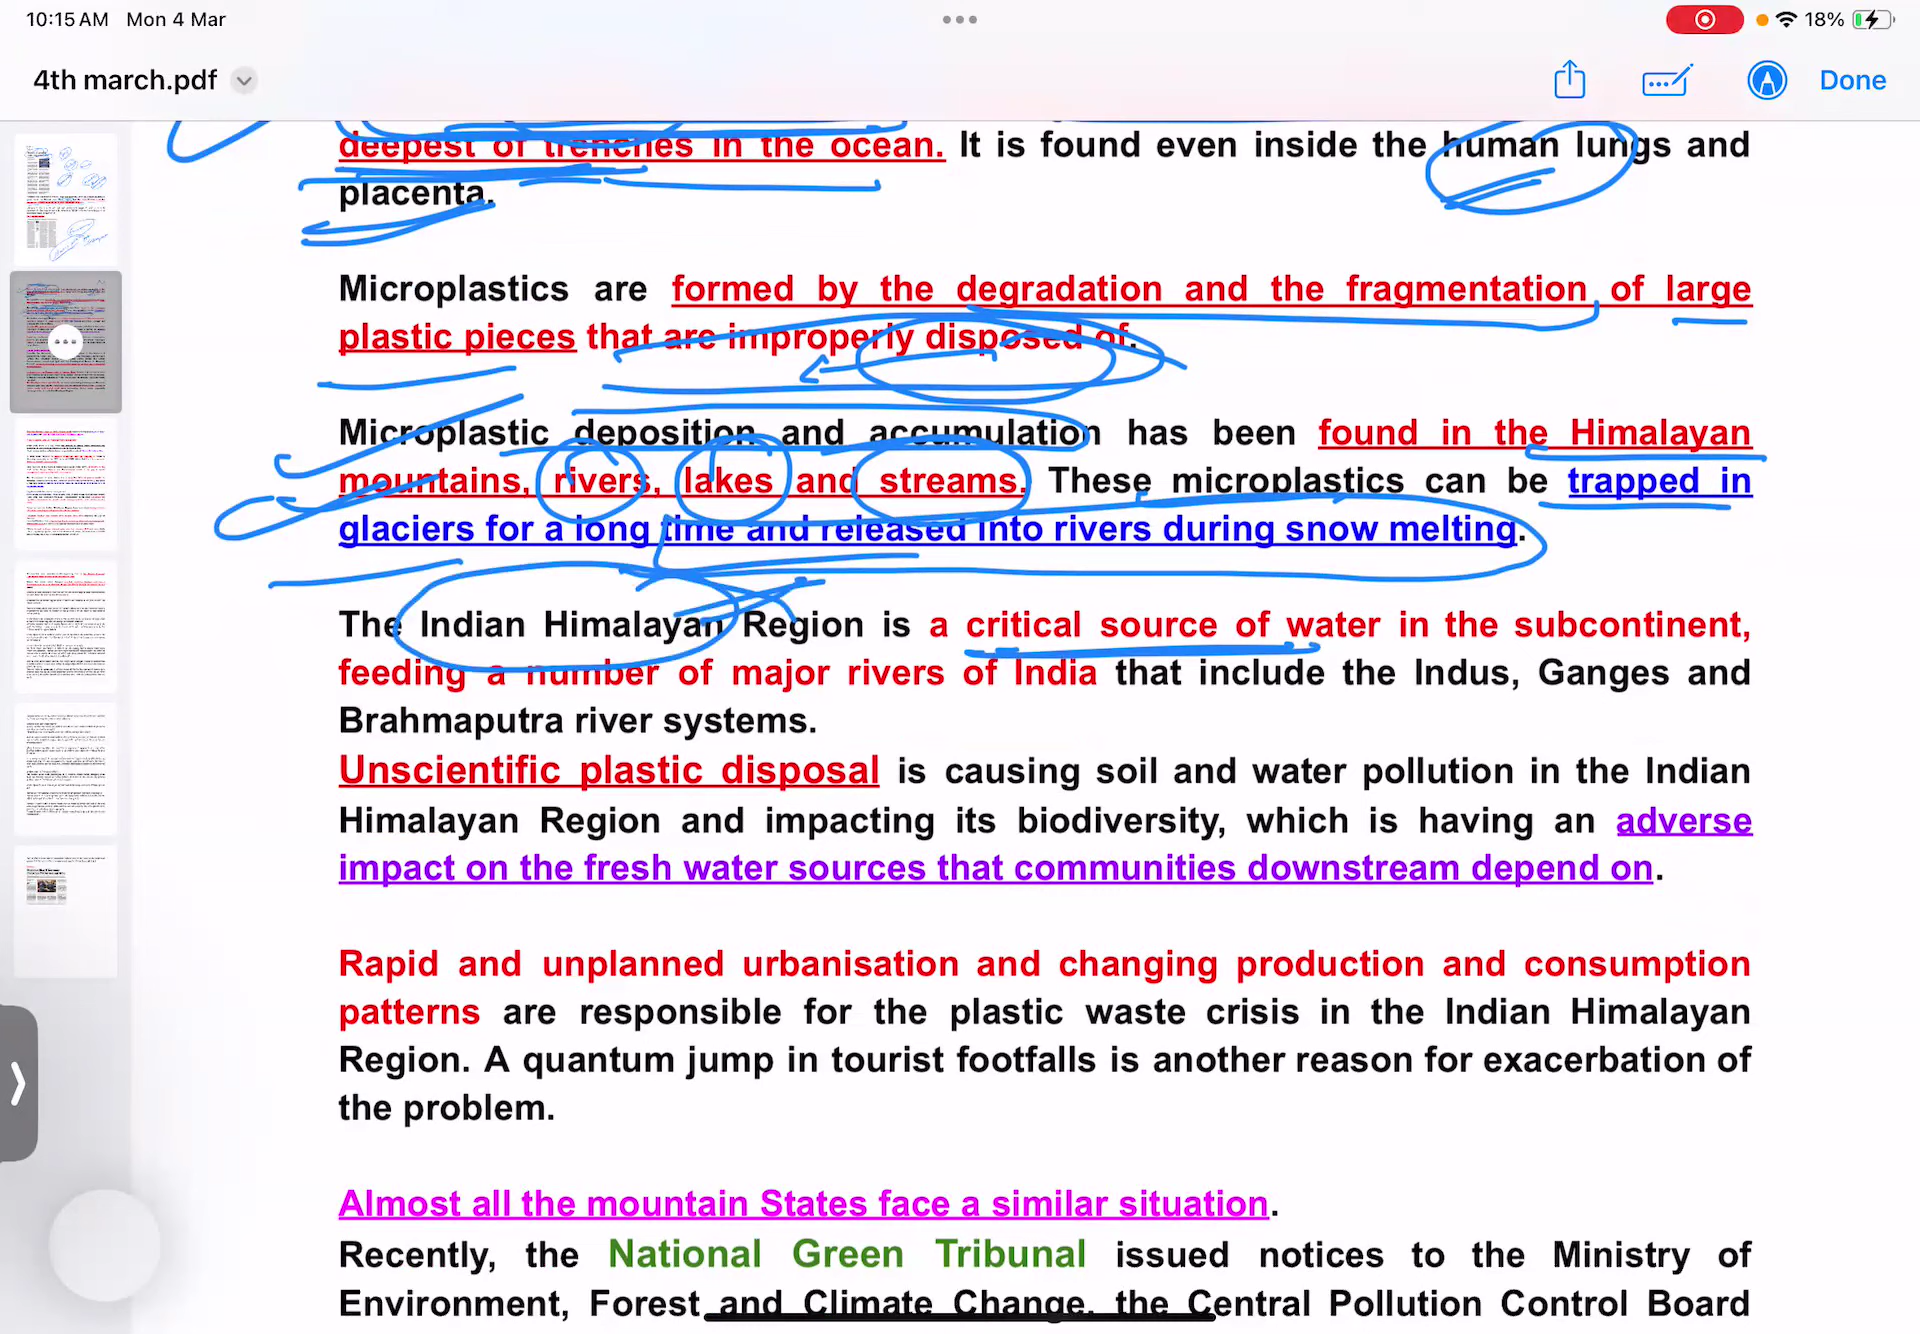 10:15 AM Mon 4 Mar
18%
4th march.pdf
Done
deepest of trenches in the ocean. It is found even inside the human lungs and
placenta.
Microplastics are formed by the degradation and the fragmentation of large
plastic pieces that are improperly disposed of.
Microplastic deposition and accumulation has been found in the Himalayan
mountains, rivers, lakes and streams. These microplastics can be trapped in
glaciers for a long time and released into rivers during snow melting.
The Indian Himalayan Region is a critical source of water in the subcontinent,
feeding a number of major rivers of India that include the Indus, Ganges and
Brahmaputra river systems.
Unscientific plastic disposal is causing soil and water pollution in the Indian
Himalayan Region and impacting its biodiversity, which is having an adverse
impact on the fresh water sources that communities downstream depend on.
Rapid and unplanned urbanisation and changing production and consumption
patterns are responsible for the plastic waste crisis in the Indian Himalayan
Region. A quantum jump in tourist footfalls is another reason for exacerbation of
the problem.
Almost all the mountain States face a similar situation.
Recently, the National Green Tribunal issued notices to the Ministry of
Environment, Forest and Climate Change, the Central Pollution Control Board